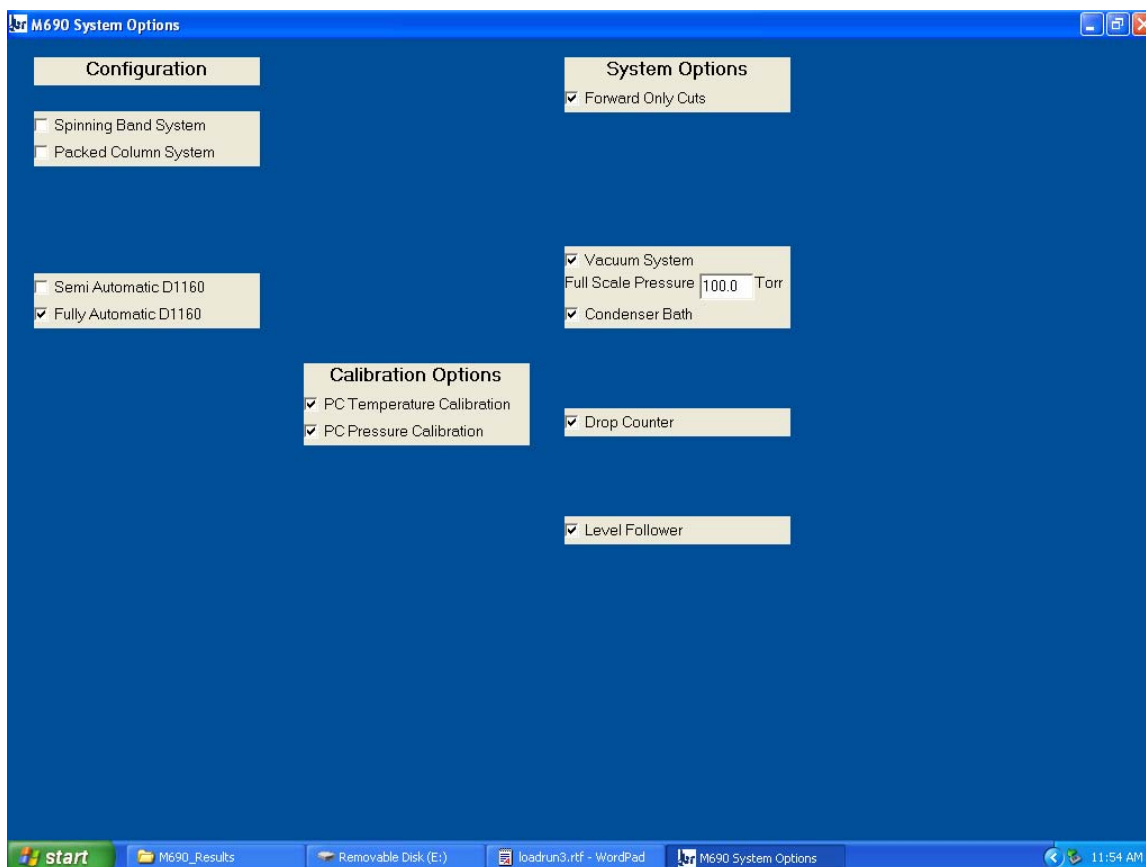 M690 System Options
Configuration
Spinning Band System
Packed Column System
Semi Automatic D1160
Fully Automatic D1160
Calibration Options
PC Temperature Calibration
PC Pressure Calibration
System Options
Forward Only Cuts
Vacuum System
Full Scale Pressure 100.0 Torr
Condenser Bath
Drop Counter
Level Follower
start M690_Results Removable Disk (E:) loadrun3.rtf - WordPad M690 System Options 11:54 AM